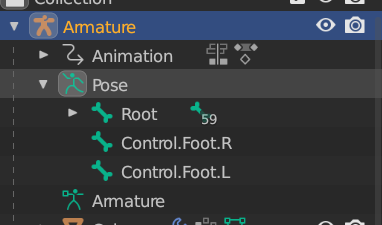 Collection
Armature
Animation
Pose
Root 59
Control.Foot.R
Control.Foot.L
Armature